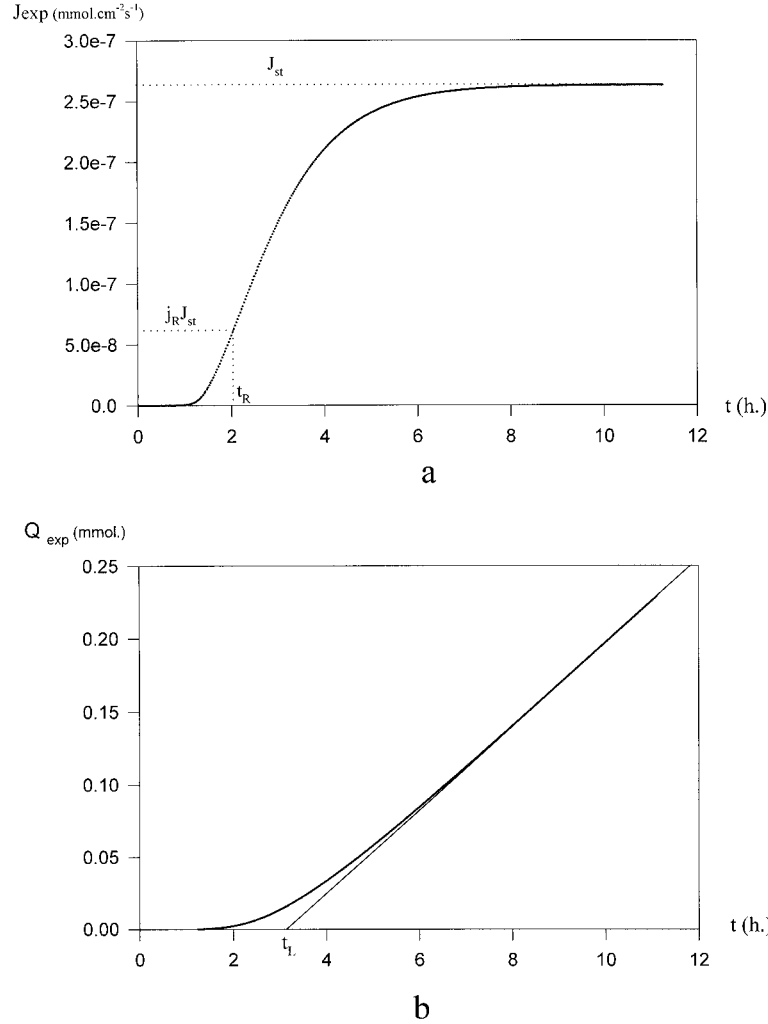 Jexp (mmol.cm⁻²s⁻¹)
3.0e-7
J_st
2.5e-7
2.0e-7
1.5e-7
1.0e-7
j_R J_st
5.0e-8
t_R
0.0
t (h.)
0 2 4 6 8 10 12
a
Q exp (mmol.)
0.25
0.20
0.15
0.10
0.05
0.00
t (h.)
t_L
0 2 4 6 8 10 12
b